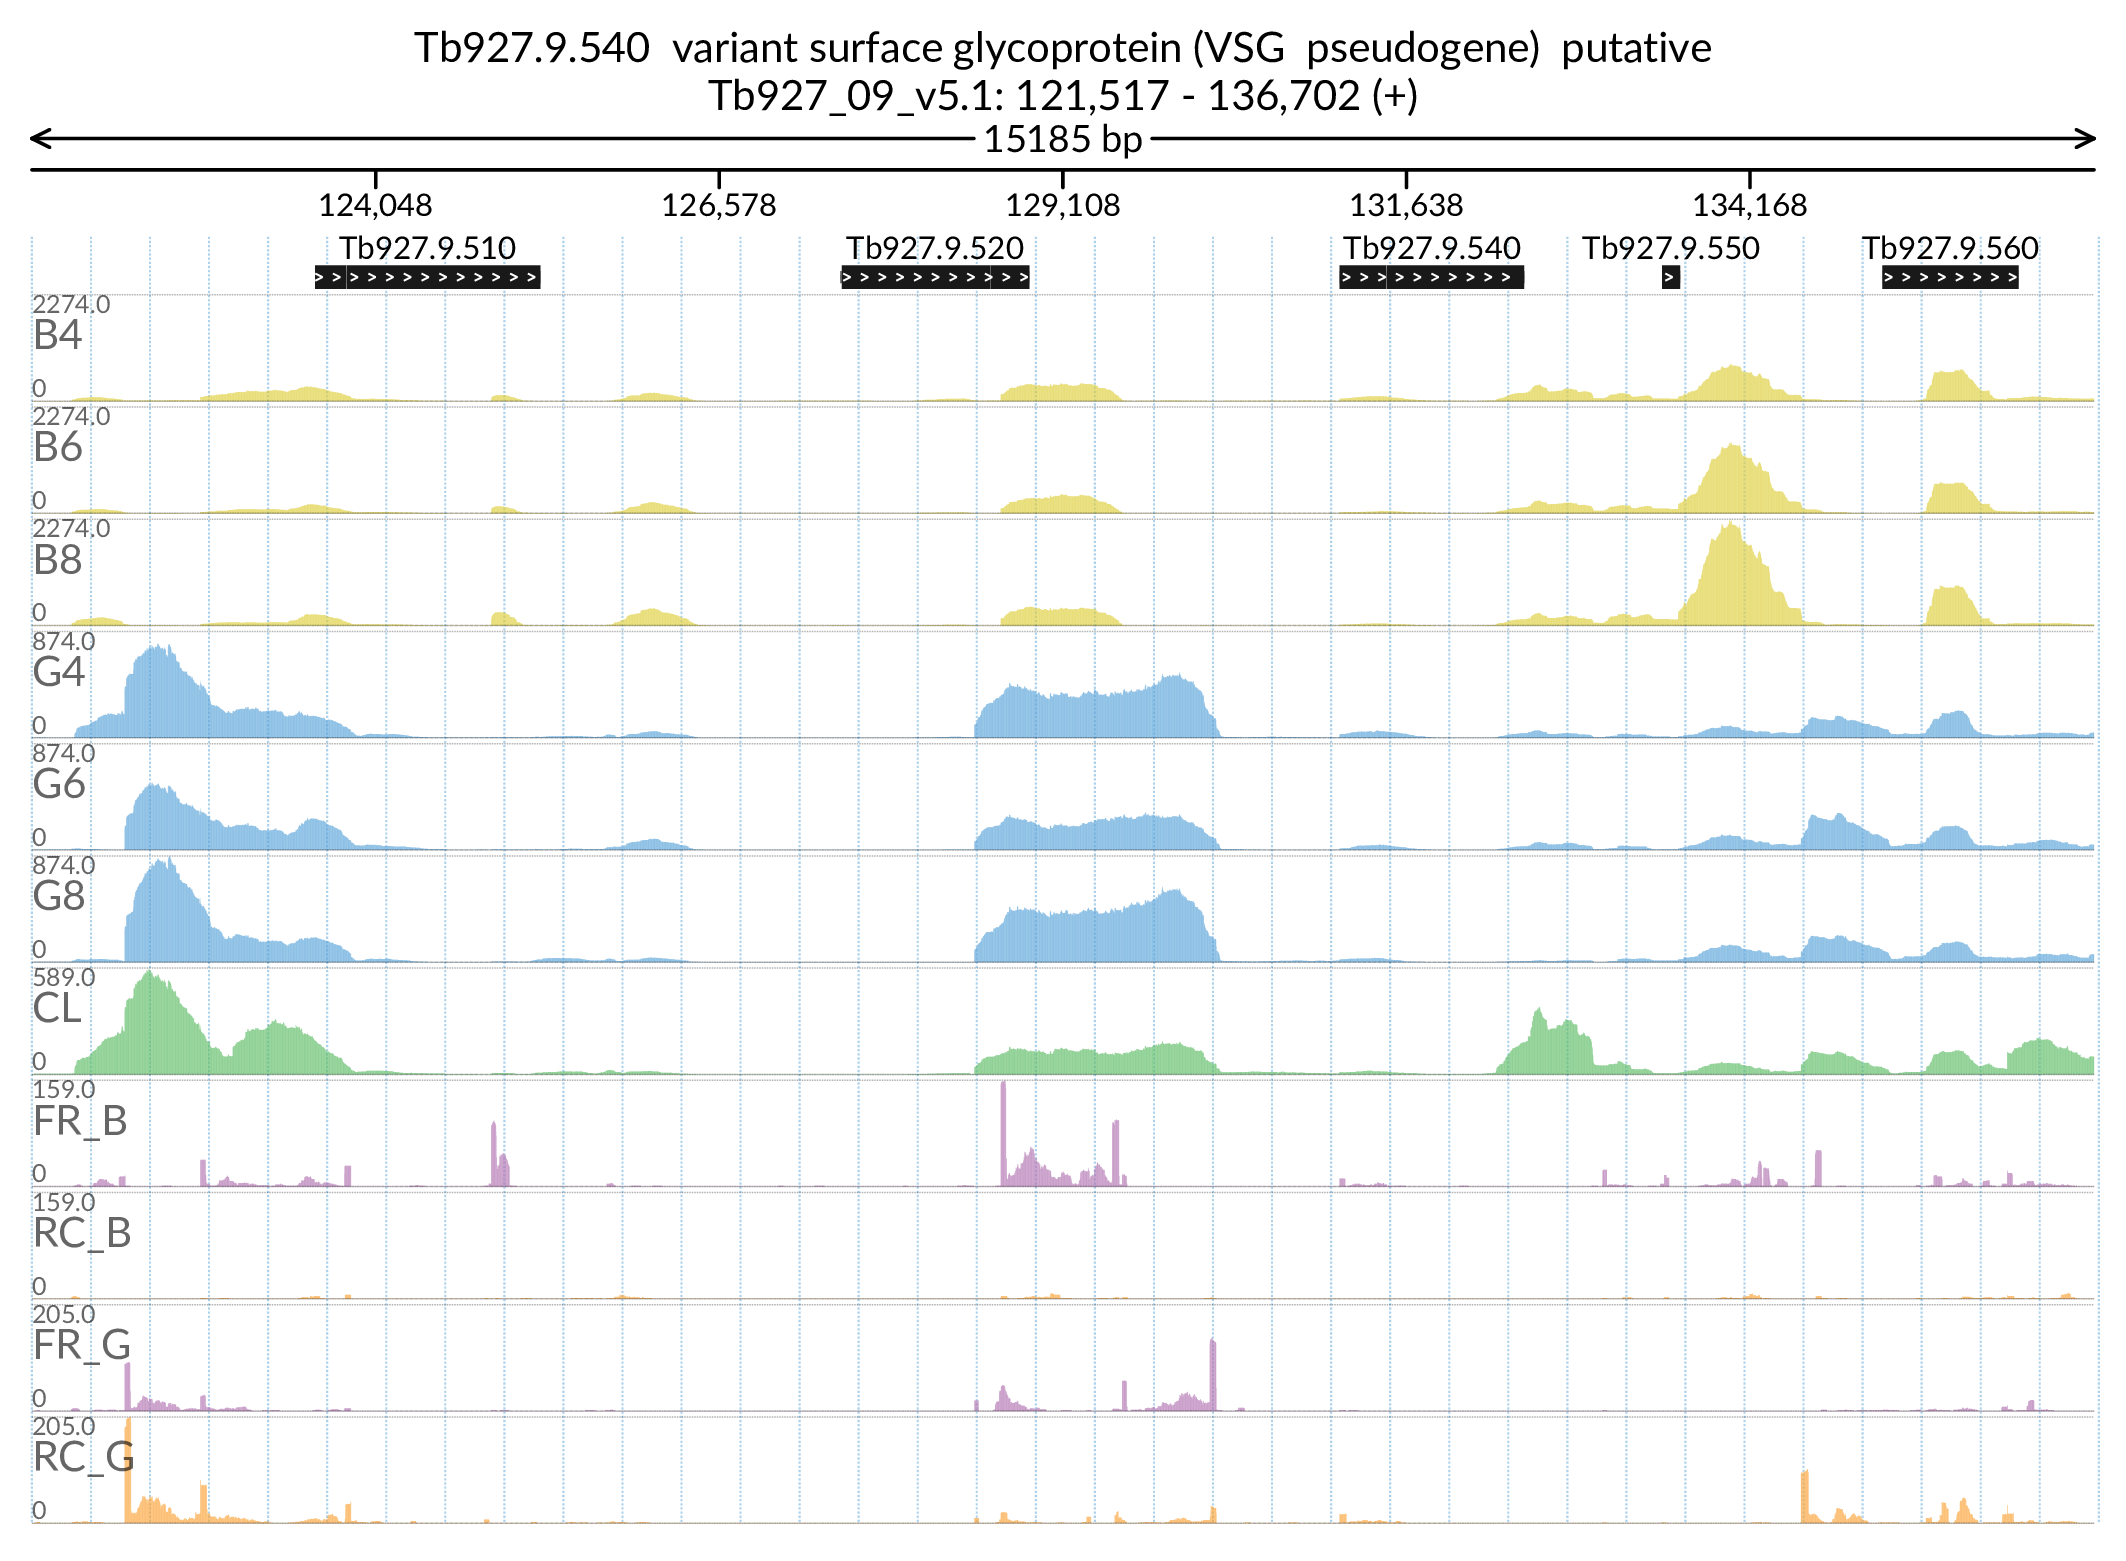 Tb927.9.540  variant surface glycoprotein (VSG  pseudogene)  putative
Tb927_09_v5.1: 121,517 - 136,702 (+)
15185 bp
124,048 126,578 129,108 131,638 134,168
Tb927.9.510 Tb927.9.520 Tb927.9.540 Tb927.9.550 Tb927.9.560
2274.0
B4
0
2274.0
B6
0
2274.0
B8
0
874.0
G4
0
874.0
G6
0
874.0
G8
0
589.0
CL
0
159.0
FR_B
0
159.0
RC_B
0
205.0
FR_G
0
205.0
RC_G
0